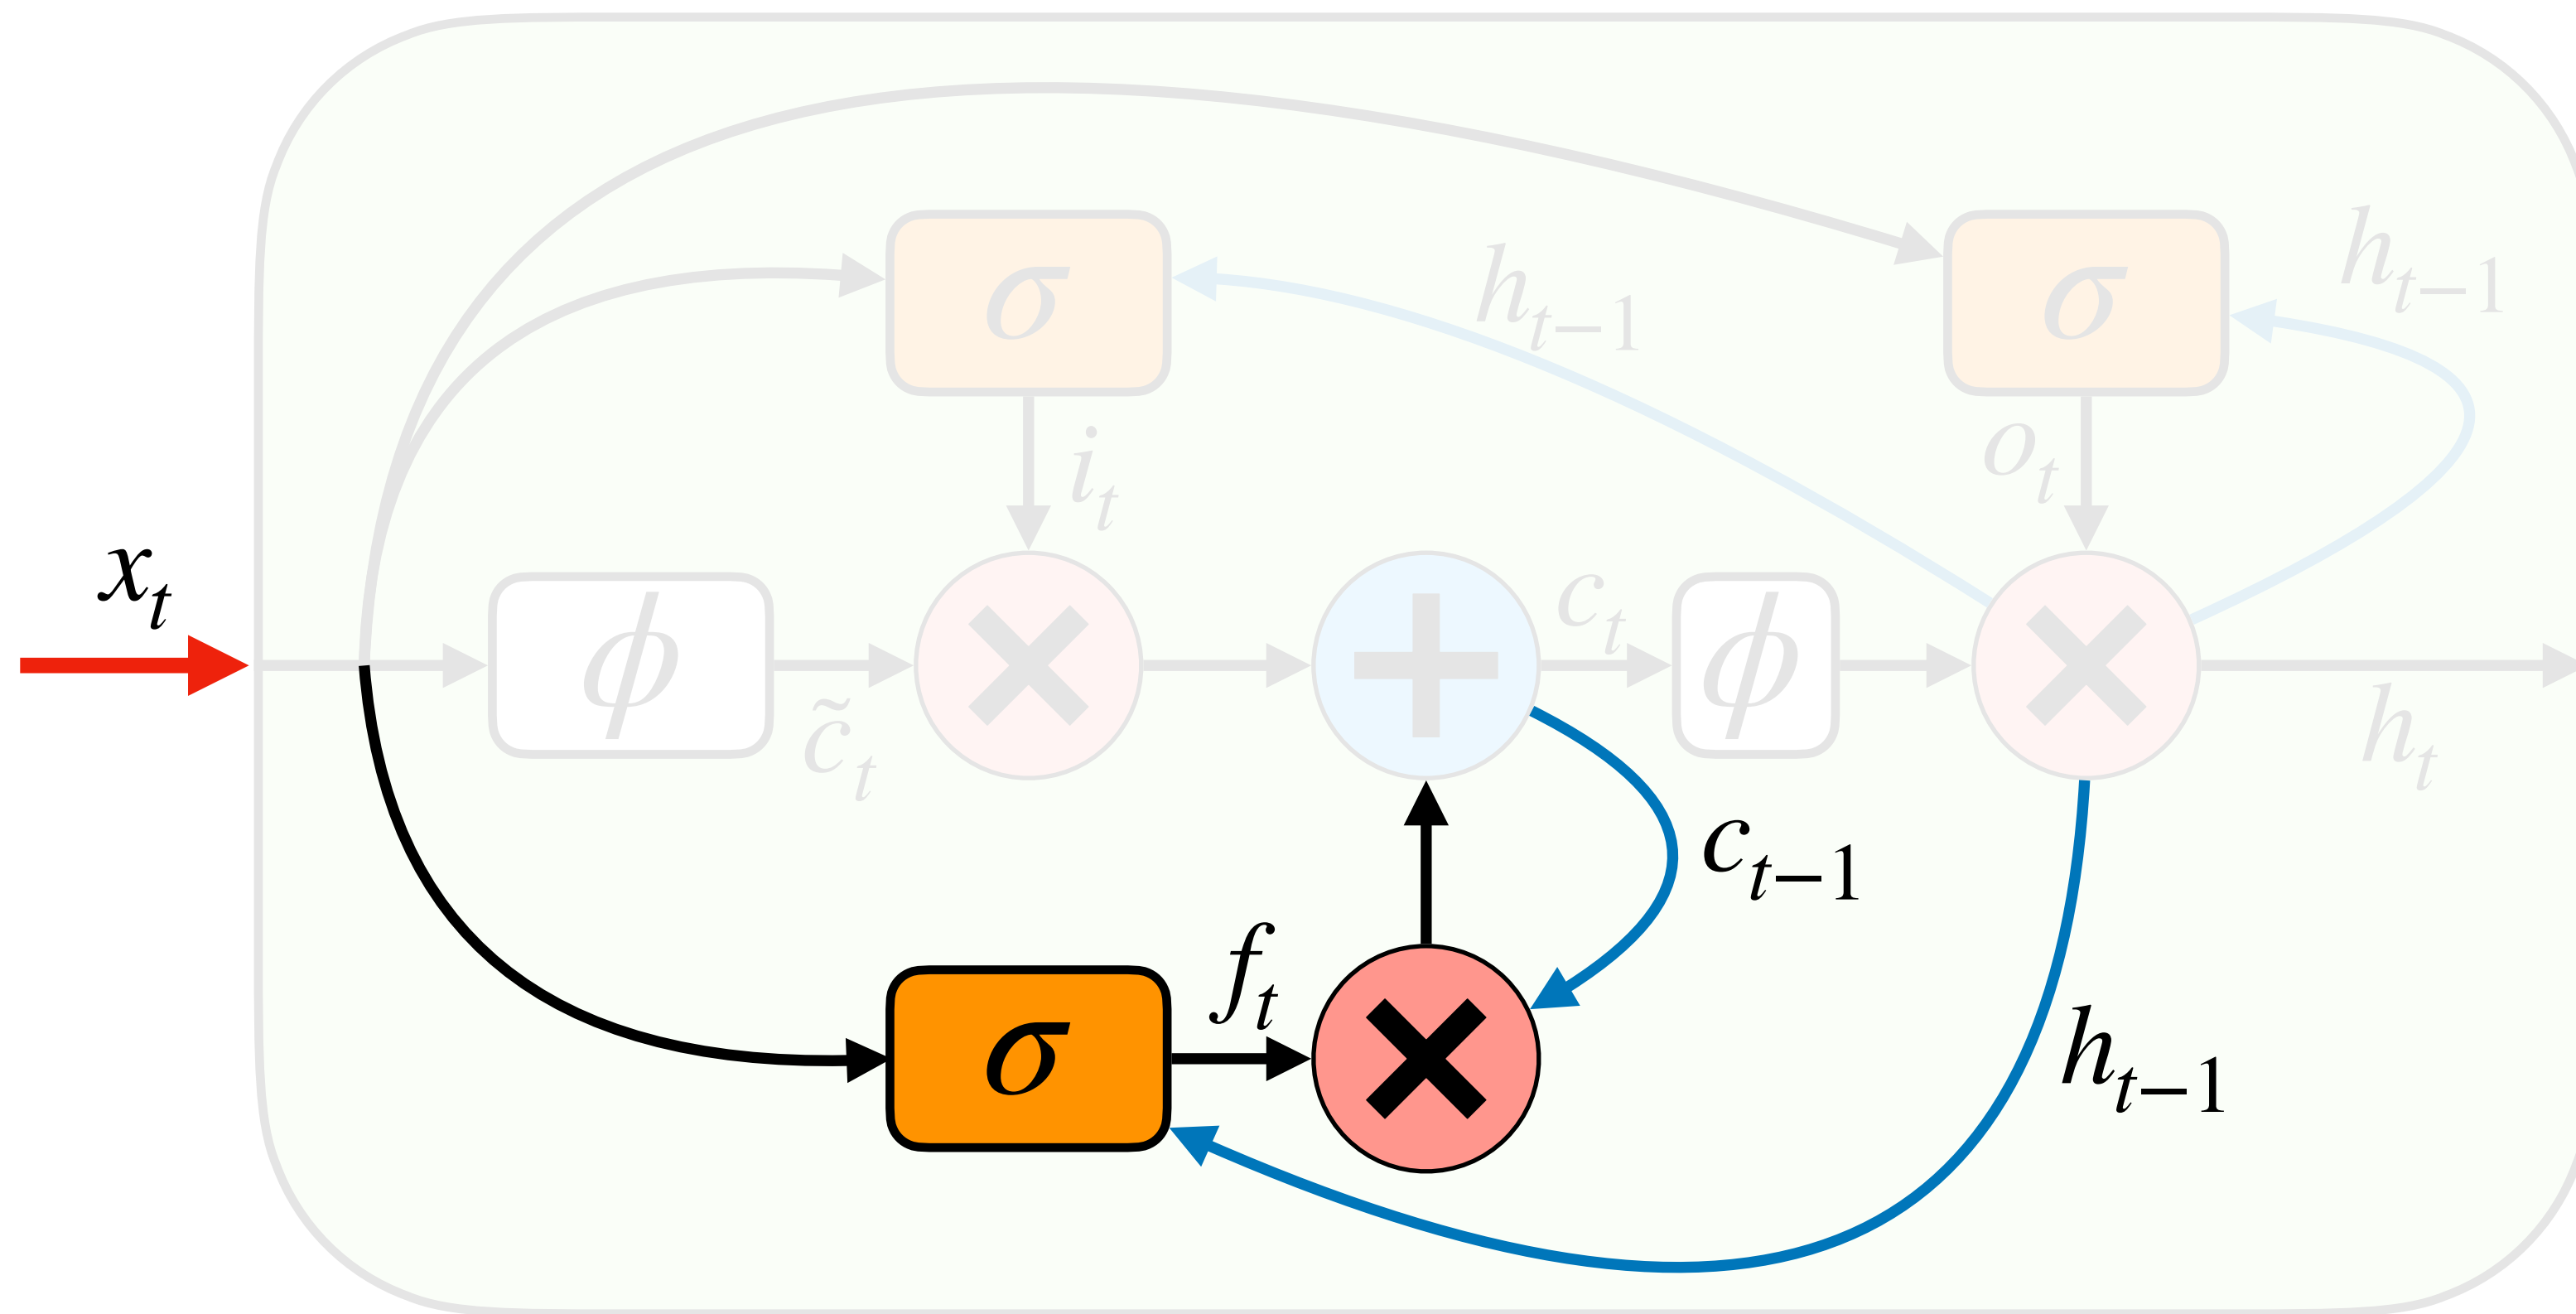 σ
h_{t−1}
σ
h_{t−1}
i_t
o_t
x_t
ϕ
c̃_t
×
+
c_t
ϕ
×
h_t
c_{t−1}
f_t
σ
×
h_{t−1}